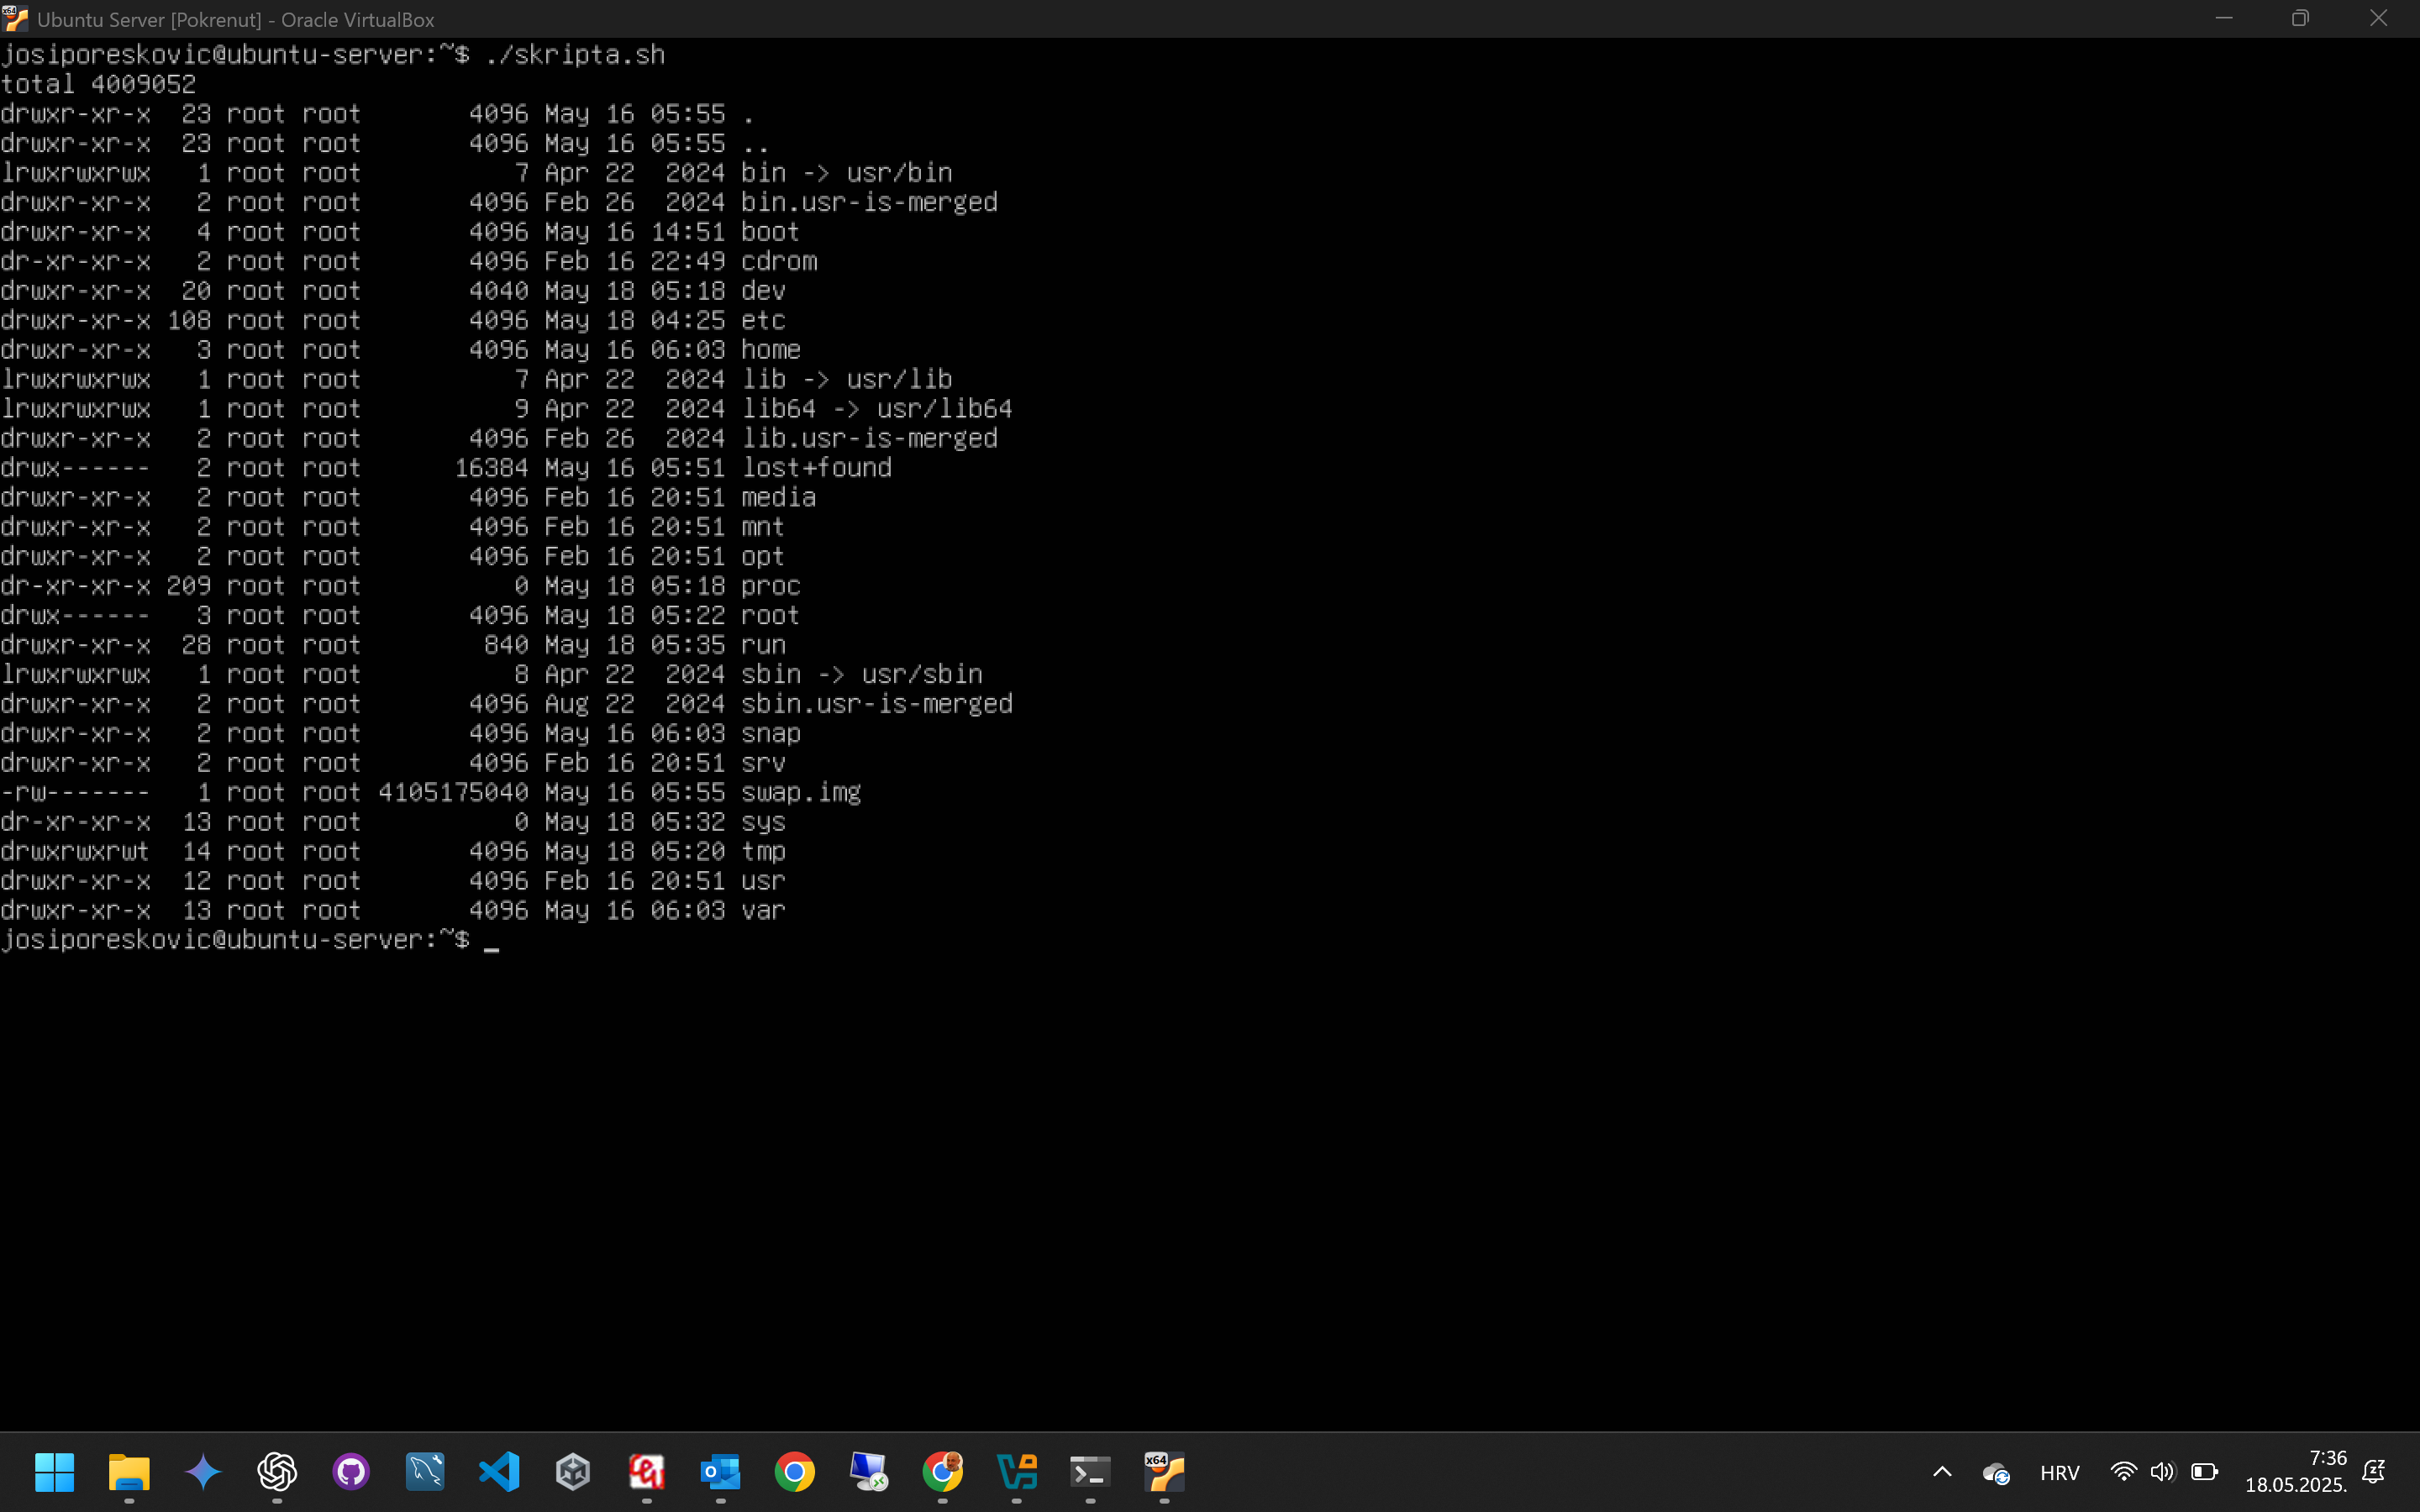 Ubuntu Server [Pokrenut] - Oracle VirtualBox
josiporeskovic@ubuntu-server:~$ ./skripta.sh
total 4009052
drwxr-xr-x  23 root root       4096 May 16 05:55 .
drwxr-xr-x  23 root root       4096 May 16 05:55 ..
lrwxrwxrwx   1 root root          7 Apr 22  2024 bin -> usr/bin
drwxr-xr-x   2 root root       4096 Feb 26  2024 bin.usr-is-merged
drwxr-xr-x   4 root root       4096 May 16 14:51 boot
dr-xr-xr-x   2 root root       4096 Feb 16 22:49 cdrom
drwxr-xr-x  20 root root       4040 May 18 05:18 dev
drwxr-xr-x 108 root root       4096 May 18 04:25 etc
drwxr-xr-x   3 root root       4096 May 16 06:03 home
lrwxrwxrwx   1 root root          7 Apr 22  2024 lib -> usr/lib
lrwxrwxrwx   1 root root          9 Apr 22  2024 lib64 -> usr/lib64
drwxr-xr-x   2 root root       4096 Feb 26  2024 lib.usr-is-merged
drwx------   2 root root      16384 May 16 05:51 lost+found
drwxr-xr-x   2 root root       4096 Feb 16 20:51 media
drwxr-xr-x   2 root root       4096 Feb 16 20:51 mnt
drwxr-xr-x   2 root root       4096 Feb 16 20:51 opt
dr-xr-xr-x 209 root root          0 May 18 05:18 proc
drwx------   3 root root       4096 May 18 05:22 root
drwxr-xr-x  28 root root        840 May 18 05:35 run
lrwxrwxrwx   1 root root          8 Apr 22  2024 sbin -> usr/sbin
drwxr-xr-x   2 root root       4096 Aug 22  2024 sbin.usr-is-merged
drwxr-xr-x   2 root root       4096 May 16 06:03 snap
drwxr-xr-x   2 root root       4096 Feb 16 20:51 srv
-rw-------   1 root root 4105175040 May 16 05:55 swap.img
dr-xr-xr-x  13 root root          0 May 18 05:32 sys
drwxrwxrwt  14 root root       4096 May 18 05:20 tmp
drwxr-xr-x  12 root root       4096 Feb 16 20:51 usr
drwxr-xr-x  13 root root       4096 May 16 06:03 var
josiporeskovic@ubuntu-server:~$ _
HRV
7:36
18.05.2025.